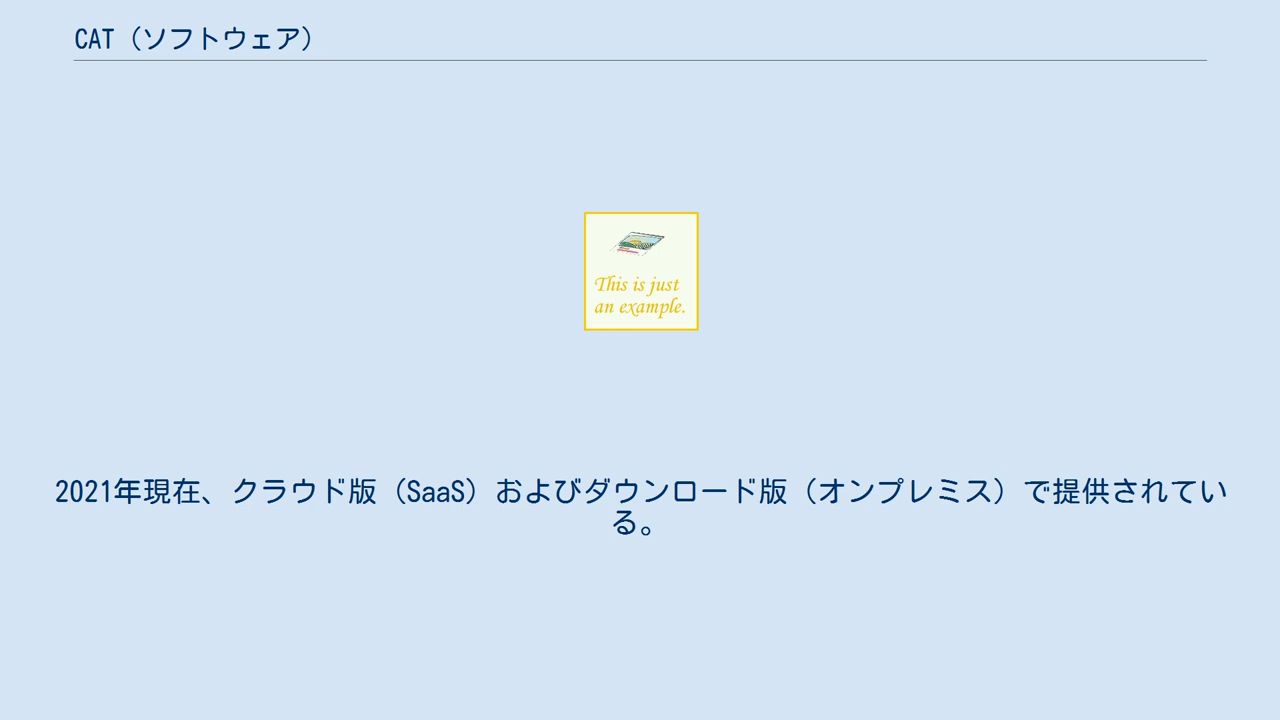 CAT（ソフトウェア）
This is just
an example.
2021年現在、クラウド版（SaaS）およびダウンロード版（オンプレミス）で提供されてい
る。